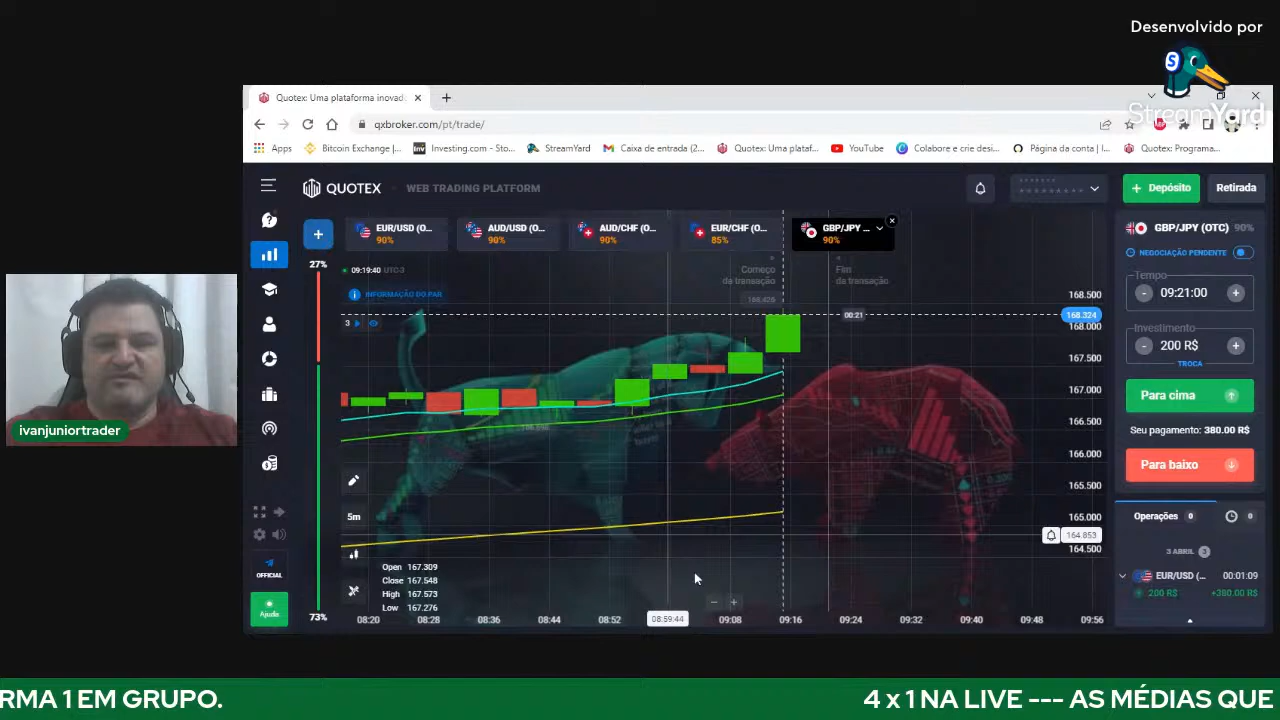 Desenvolvido por
S
StreamYard
Quotex: Uma plataforma inovad
qxbroker.com/pt/trade/
Apps
Bitcoin Exchange |...
Inv
Investing.com - Sto...
StreamYard
Caixa de entrada (2...
Quotex: Uma plataf...
YouTube
Colabore e crie desi...
Página da conta | I...
Quotex: Programa...
QUOTEX
WEB TRADING PLATFORM
+ Depósito
Retirada
EUR/USD (O...
90%
AUD/USD (O...
90%
AUD/CHF (O...
90%
EUR/CHF (O...
85%
GBP/JPY ...
90%
GBP/JPY (OTC) 90%
NEGOCIAÇÃO PENDENTE
27%
09:19:40 UTC-3
Começo
da transação
Fim
da transação
INFORMAÇÃO DO PAR
3
00:21
Tempo
- 09:21:00 +
Investimento
- 200 R$ +
TROCA
Para cima
Seu pagamento: 380.00 R$
Para baixo
168.500
168.324
168.000
167.500
167.000
166.500
166.000
165.500
165.000
164.853
164.500
ivanjuniortrader
5m
Operações 0
0
3 ABRIL 3
EUR/USD (... 00:01:09
200 R$ +380.00 R$
OFFICIAL
Ajuda
Open 167.309
Close 167.548
High 167.573
Low 167.276
73%
08:20 08:28 08:36 08:44 08:52 08:59:44 09:08 09:16 09:24 09:32 09:40 09:48 09:56
RMA 1 EM GRUPO.
4 x 1 NA LIVE --- AS MÉDIAS QUE